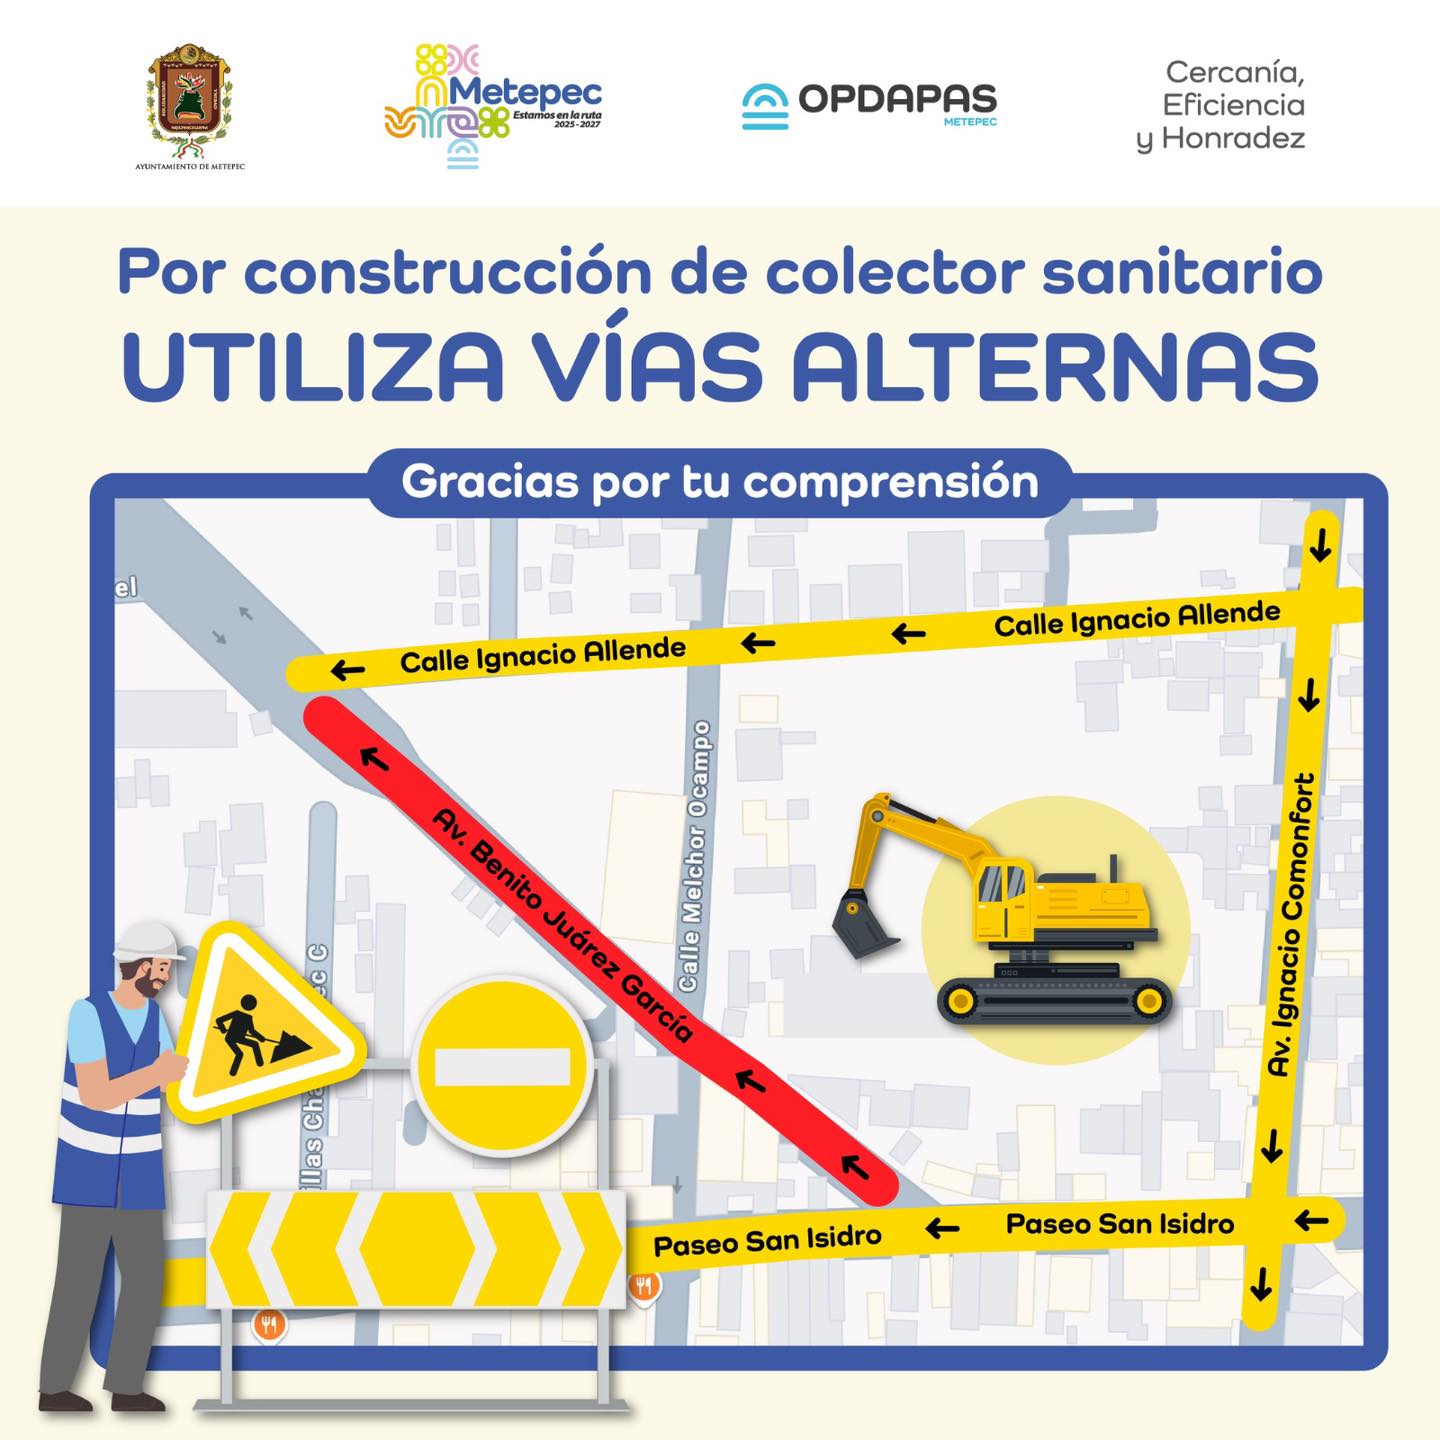 AYUNTAMIENTO DE METEPEC
Metepec
Estamos en la ruta
2025 - 2027
OPDAPAS
METEPEC
Cercanía,
Eficiencia
y Honradez
Por construcción de colector sanitario
UTILIZA VÍAS ALTERNAS
Gracias por tu comprensión
el
Calle Ignacio Allende
Calle Ignacio Allende
Av. Benito Juárez García
Calle Melchor Ocampo
Av. Ignacio Comonfort
Paseo San Isidro
Paseo San Isidro